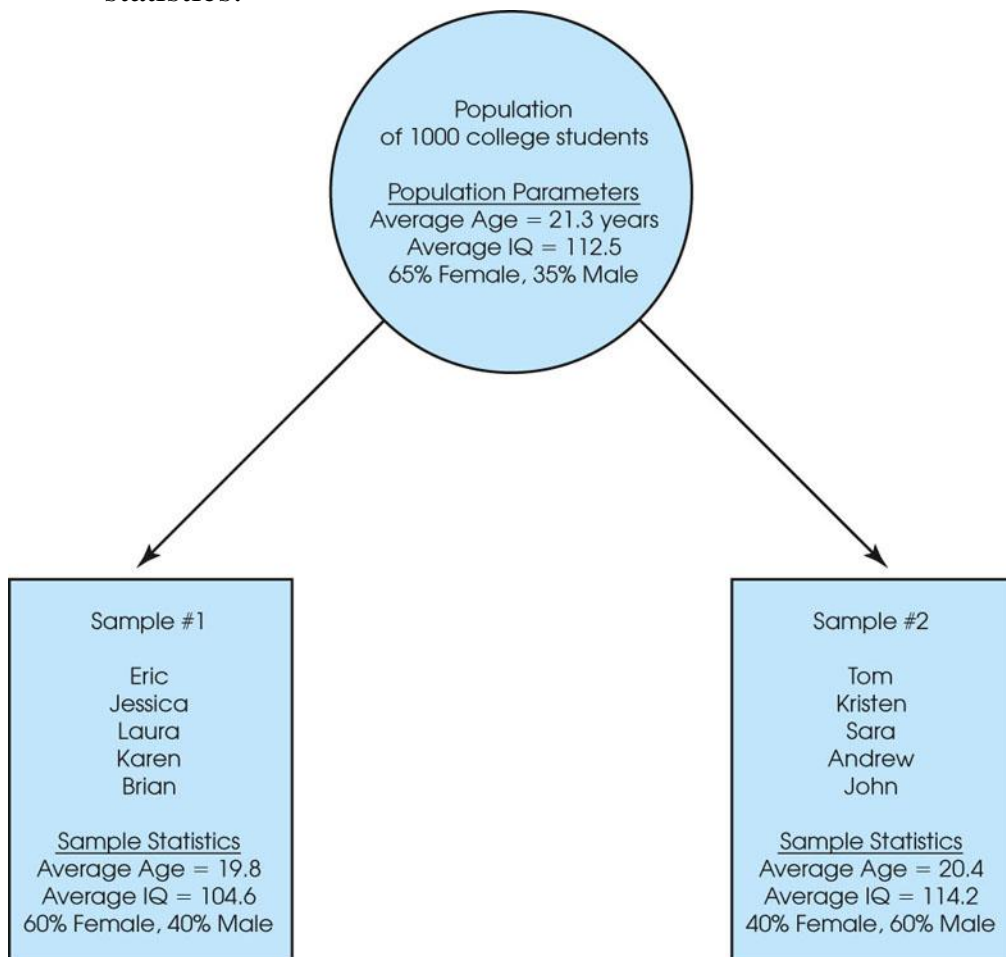 statistics.
Population
of 1000 college students
Population Parameters
Average Age = 21.3 years
Average IQ = 112.5
65% Female, 35% Male
Sample #1
Eric
Jessica
Laura
Karen
Brian
Sample Statistics
Average Age = 19.8
Average IQ = 104.6
60% Female, 40% Male
Sample #2
Tom
Kristen
Sara
Andrew
John
Sample Statistics
Average Age = 20.4
Average IQ = 114.2
40% Female, 60% Male